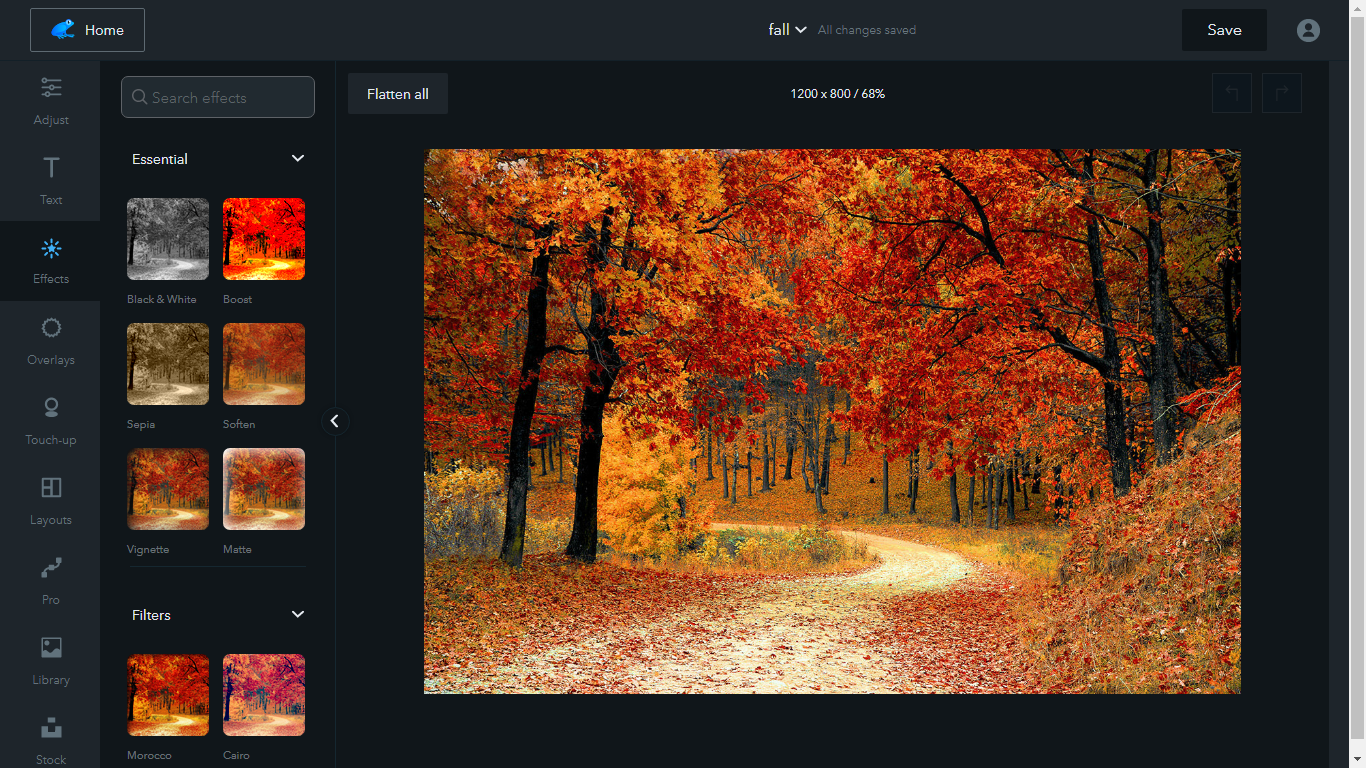 Home
fall
All changes saved
Save
Adjust
Text
Effects
Overlays
Touch-up
Layouts
Pro
Library
Stock
Search effects
Essential
Black & White
Boost
Sepia
Soften
Vignette
Matte
Filters
Morocco
Cairo
Flatten all
1200 x 800 / 68%